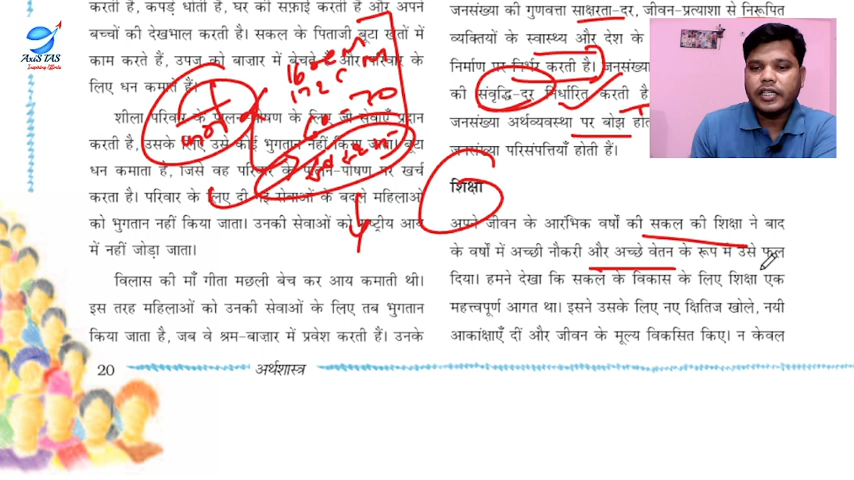 AxiS TAS
Inspiring Efforts
करती है, कपड़े धोती है, घर की सफ़ाई करती है और अपने
बच्चों की देखभाल करती है। सकल के पिताजी बूटा खेतों में
काम करते हैं, उपज को बाजार में बेचते हैं और परिवार के
लिए धन कमाते हैं।
शीला परिवार के पालन-पोषण के लिए जो सेवाएँ प्रदान
करती है, उसके लिए उसे कोई भुगतान नहीं किया जाता। बूटा
धन कमाता है, जिस वह परिवार के पालन-पोषण पर खर्च
करता है। परिवार के लिए दी गई सेवाओं के बदले महिलाओं
को भुगतान नहीं किया जाता। उनकी सेवाओं को राष्ट्रीय आय
में नहीं जोड़ा जाता।
विलास की माँ गीता मछली बेच कर आय कमाती थी।
इस तरह महिलाओं को उनकी सेवाओं के लिए तब भुगतान
किया जाता है, जब वे श्रम-बाज़ार में प्रवेश करती हैं। उनके
जनसंख्या की गुणवत्ता साक्षरता-दर, जीवन-प्रत्याशा से निरूपित
व्यक्तियों के स्वास्थ्य और देश के
निर्माण पर निर्भर करती है। जनसंख्या
की संवृद्धि-दर निर्धारित करती है
जनसंख्या अर्थव्यवस्था पर बोझ होत
जनसंख्या परिसंपत्तियाँ होती हैं।
शिक्षा
अपने जीवन के आरंभिक वर्षों की सकल की शिक्षा ने बाद
के वर्षों में अच्छी नौकरी और अच्छे वेतन के रूप में उसे फल
दिया। हमने देखा कि सकल के विकास के लिए शिक्षा एक
महत्त्वपूर्ण आगत था। इसने उसके लिए नए क्षितिज खोले, नयी
आकांक्षाएँ दीं और जीवन के मूल्य विकसित किए। न केवल
20 अर्थशास्त्र